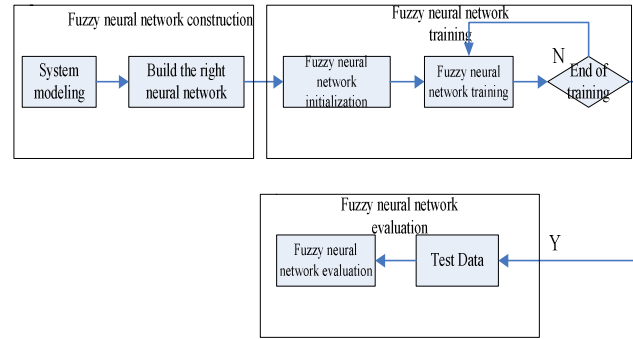 Fuzzy neural network construction
System
modeling
Build the right
neural network
Fuzzy neural network
training
Fuzzy neural
network
initialization
Fuzzy neural
network training
N
End of
training
Fuzzy neural network
evaluation
Fuzzy neural
network evaluation
Test Data
Y